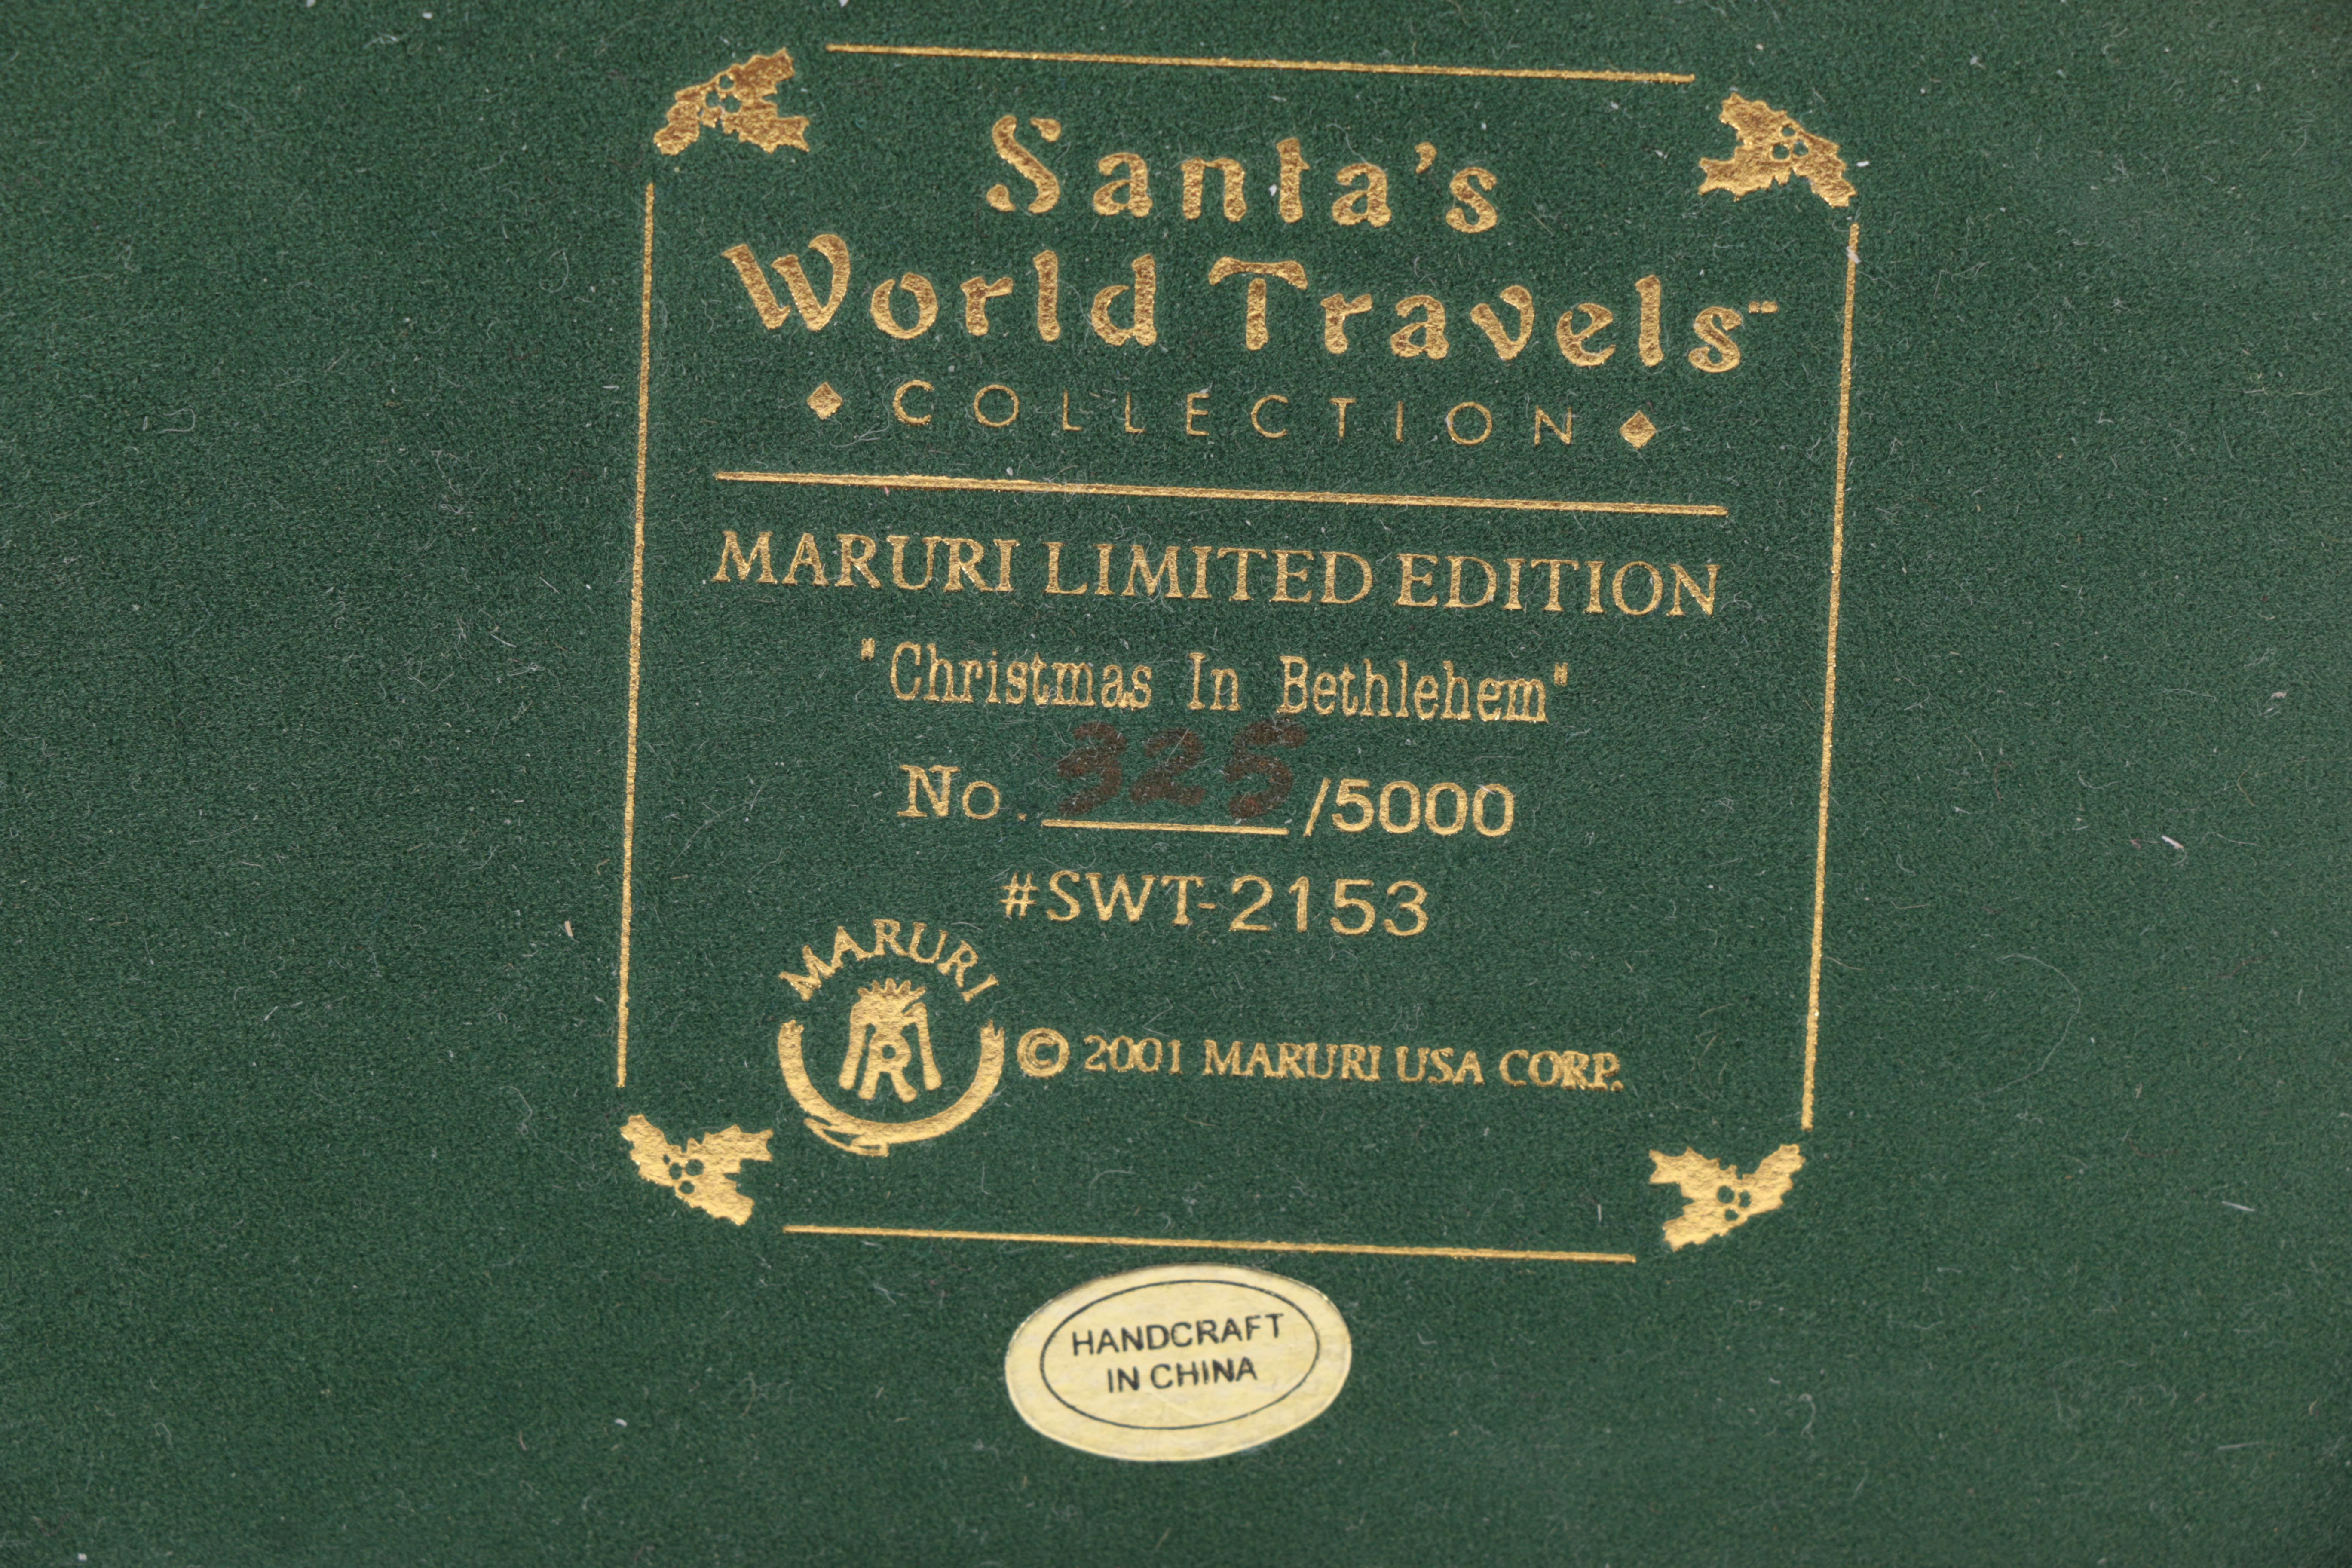 Santa's
World Travels™
COLLECTION
MARURI LIMITED EDITION
"Christmas In Bethlehem"
No. 325 /5000
#SWT-2153
MARURI
MR
© 2001 MARURI USA CORP.
HANDCRAFT
IN CHINA